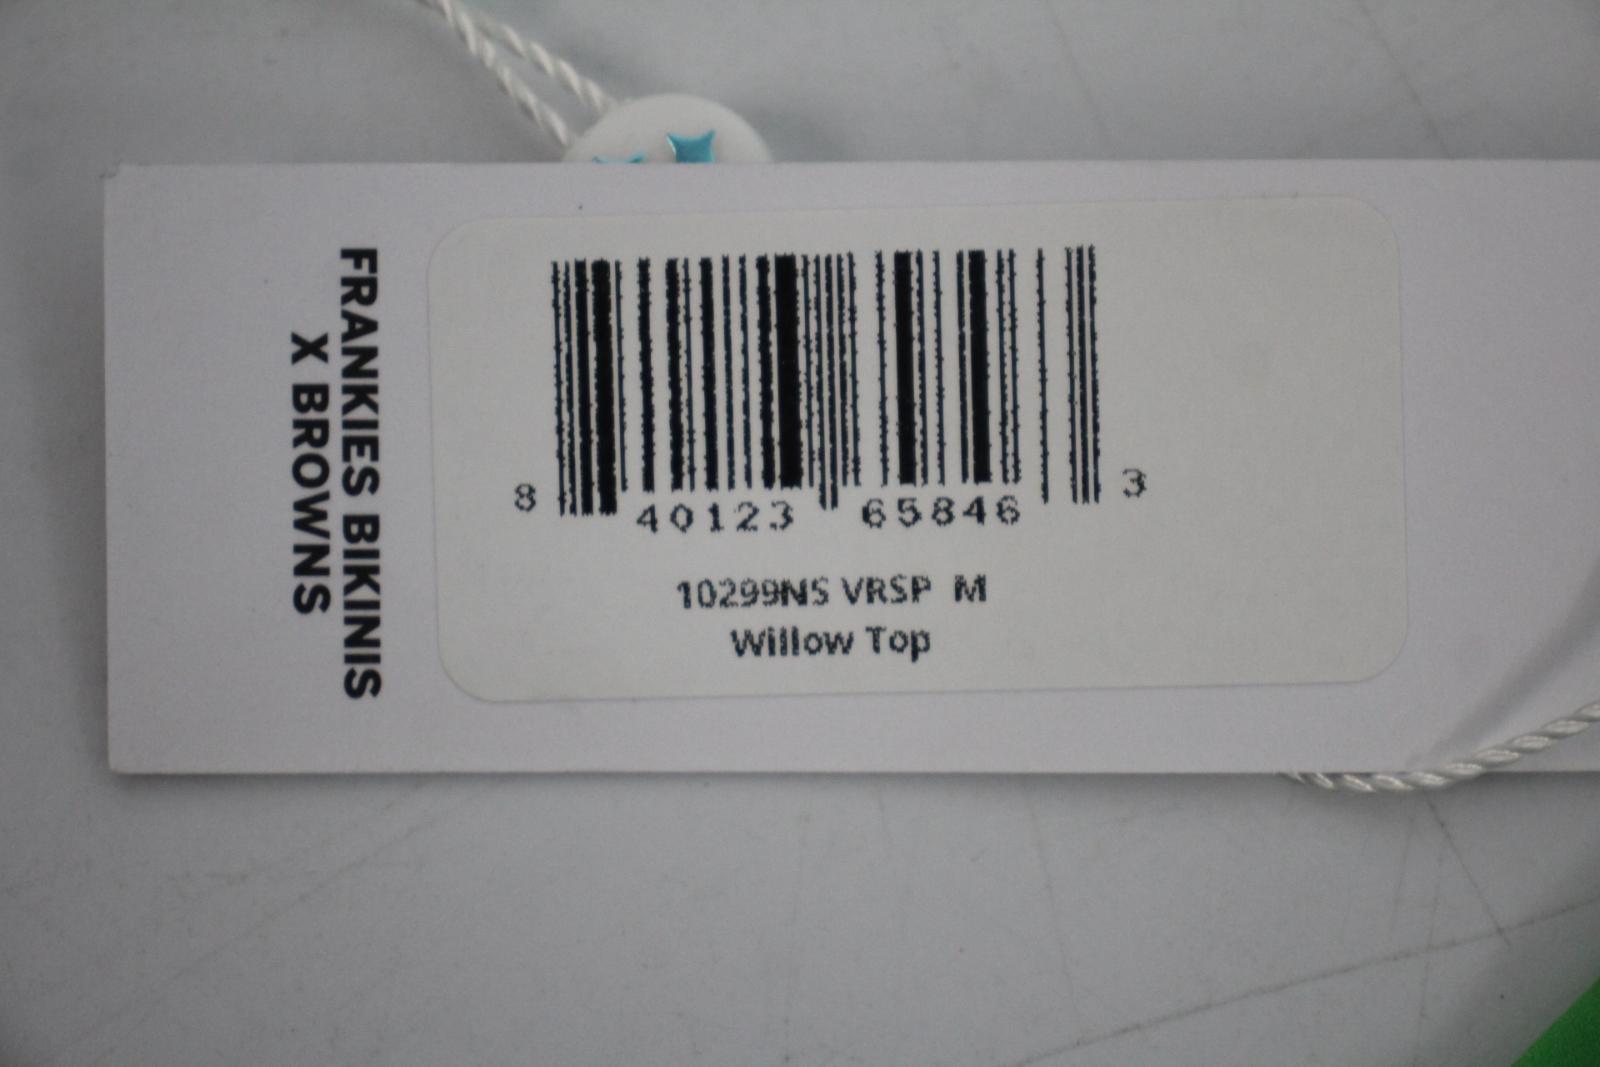 FRANKIES BIKINIS
X BROWNS
8 40123 65846 3
10299NS VRSP M
Willow Top